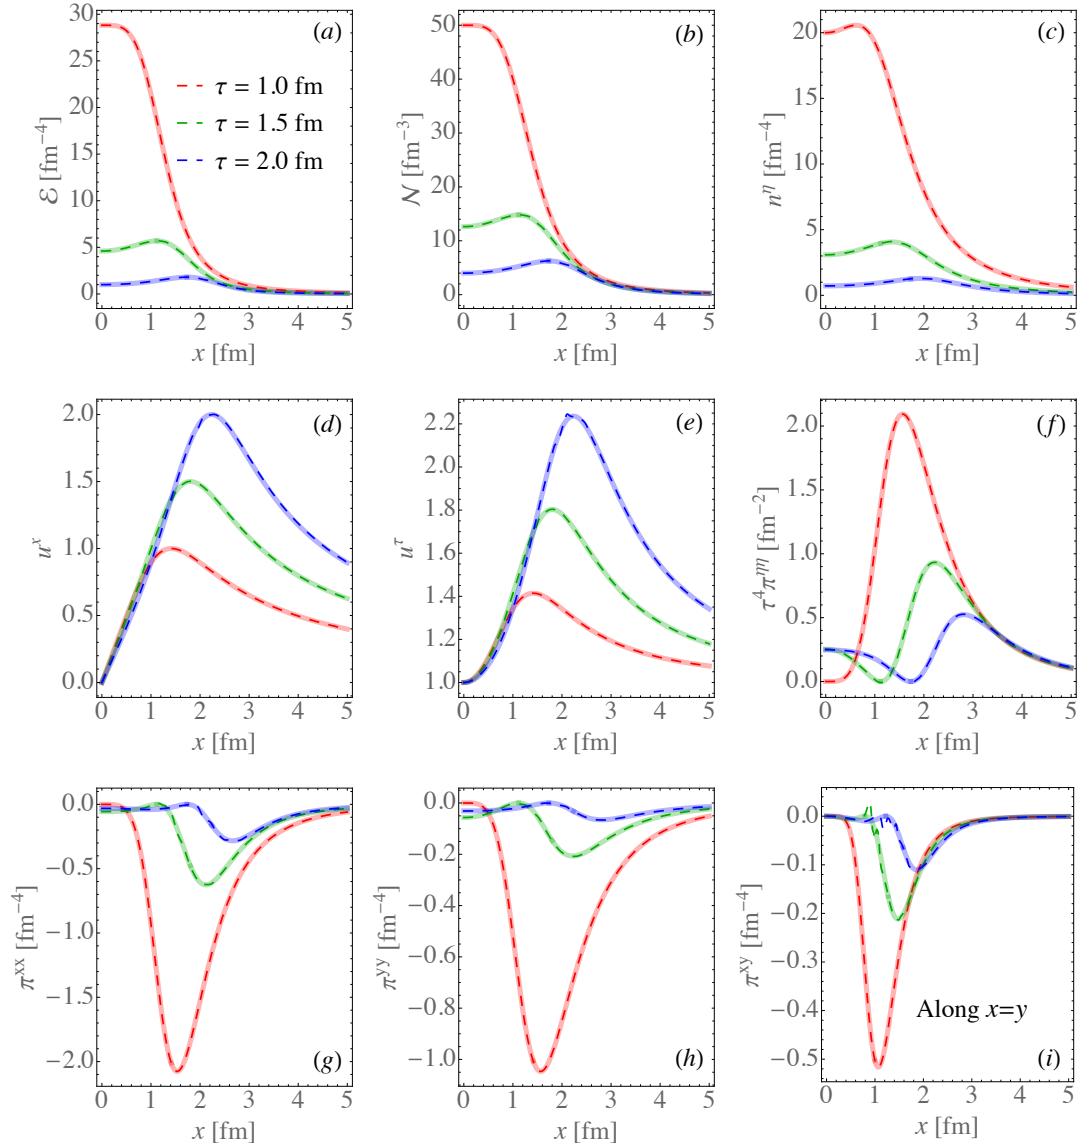 (a)
ℰ [fm⁻⁴]
30
25
20
15
10
5
0
τ = 1.0 fm
τ = 1.5 fm
τ = 2.0 fm
0 1 2 3 4 5
x [fm]
(b)
𝒩 [fm⁻³]
50
40
30
20
10
0
0 1 2 3 4 5
x [fm]
(c)
n^η [fm⁻⁴]
20
15
10
5
0
0 1 2 3 4 5
x [fm]
(d)
u^x
2.0
1.5
1.0
0.5
0.0
0 1 2 3 4 5
x [fm]
(e)
u^τ
2.2
2.0
1.8
1.6
1.4
1.2
1.0
0 1 2 3 4 5
x [fm]
(f)
τ⁴π^ηη [fm⁻²]
2.0
1.5
1.0
0.5
0.0
0 1 2 3 4 5
x [fm]
π^xx [fm⁻⁴]
0.0
−0.5
−1.0
−1.5
−2.0
(g)
0 1 2 3 4 5
x [fm]
π^yy [fm⁻⁴]
0.0
−0.2
−0.4
−0.6
−0.8
−1.0
(h)
0 1 2 3 4 5
x [fm]
π^xy [fm⁻⁴]
0.0
−0.1
−0.2
−0.3
−0.4
−0.5
Along x=y
(i)
0 1 2 3 4 5
x [fm]